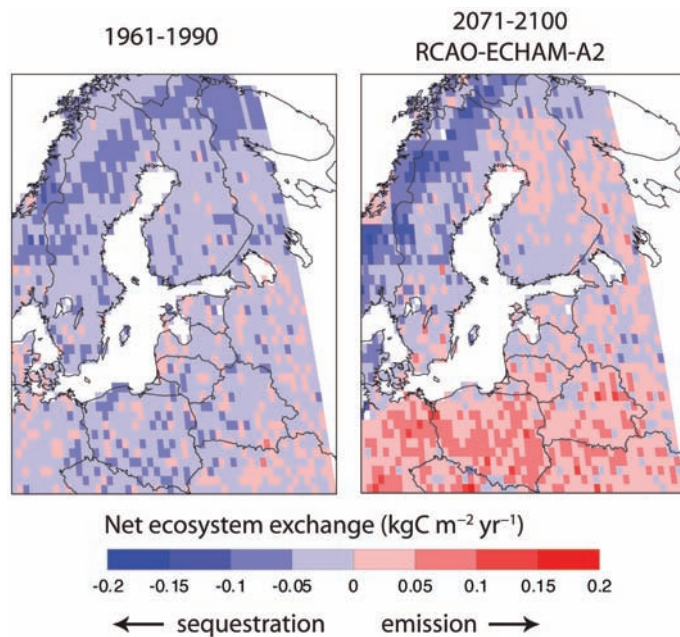 1961-1990
2071-2100
RCAO-ECHAM-A2
Net ecosystem exchange (kgC m⁻² yr⁻¹)
-0.2 -0.15 -0.1 -0.05 0 0.05 0.1 0.15 0.2
← sequestration emission →